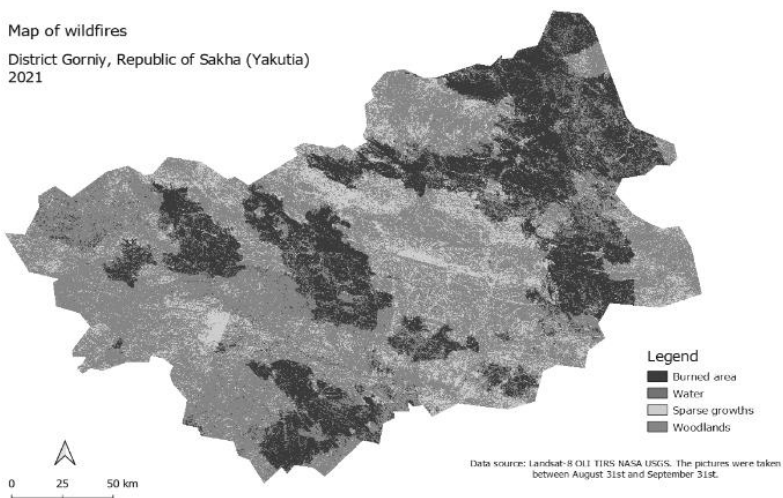 Map of wildfires
District Gorniy, Republic of Sakha (Yakutia)
2021
Legend
Burned area
Water
Sparse growths
Woodlands
0 25 50 km
Data source: Landsat-8 OLI TIRS NASA USGS. The pictures were taken
between August 31st and September 31st.